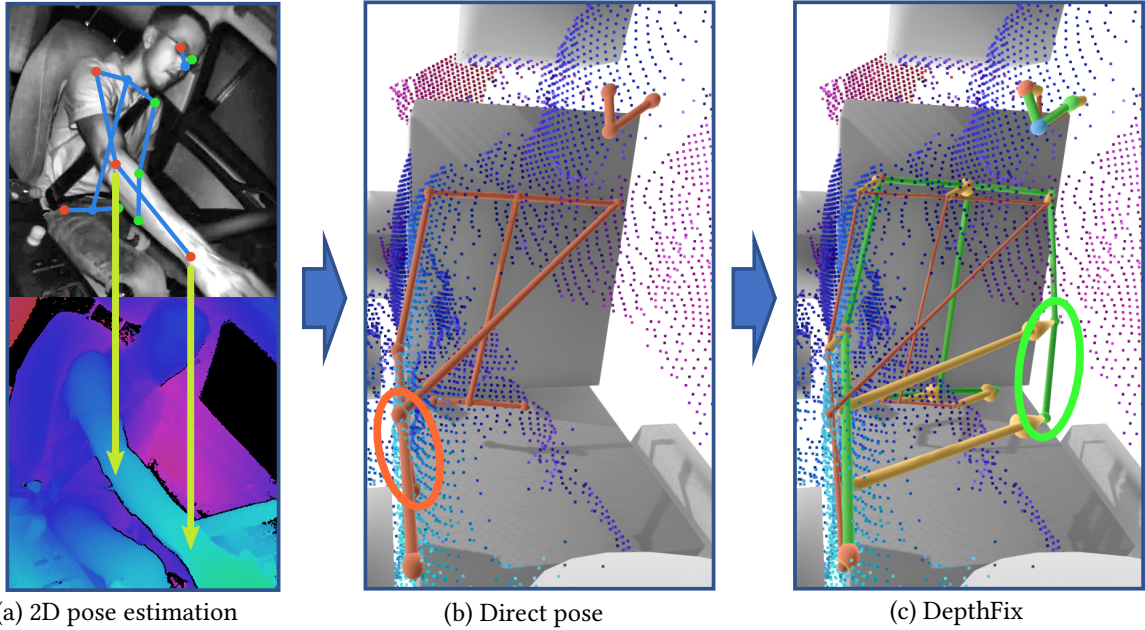 (a) 2D pose estimation
(b) Direct pose
(c) DepthFix